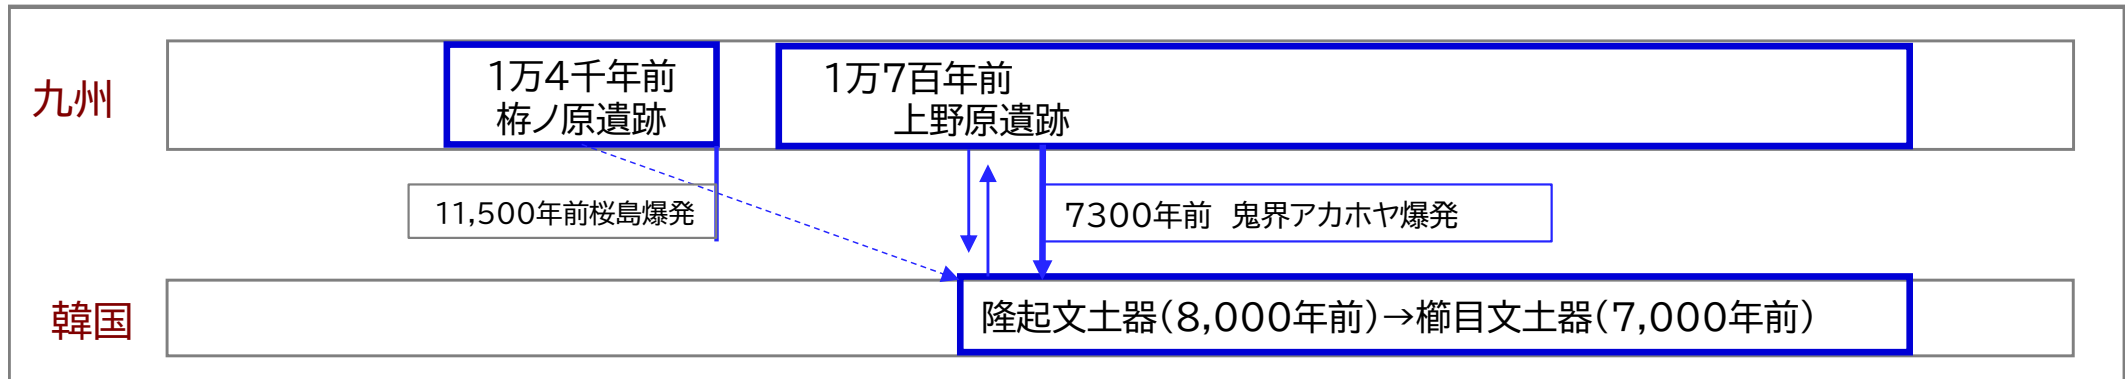 九州
1万4千年前
栫ノ原遺跡
1万7百年前
上野原遺跡
11,500年前桜島爆発
7300年前 鬼界アカホヤ爆発
韓国
隆起文土器(8,000年前)→櫛目文土器(7,000年前)